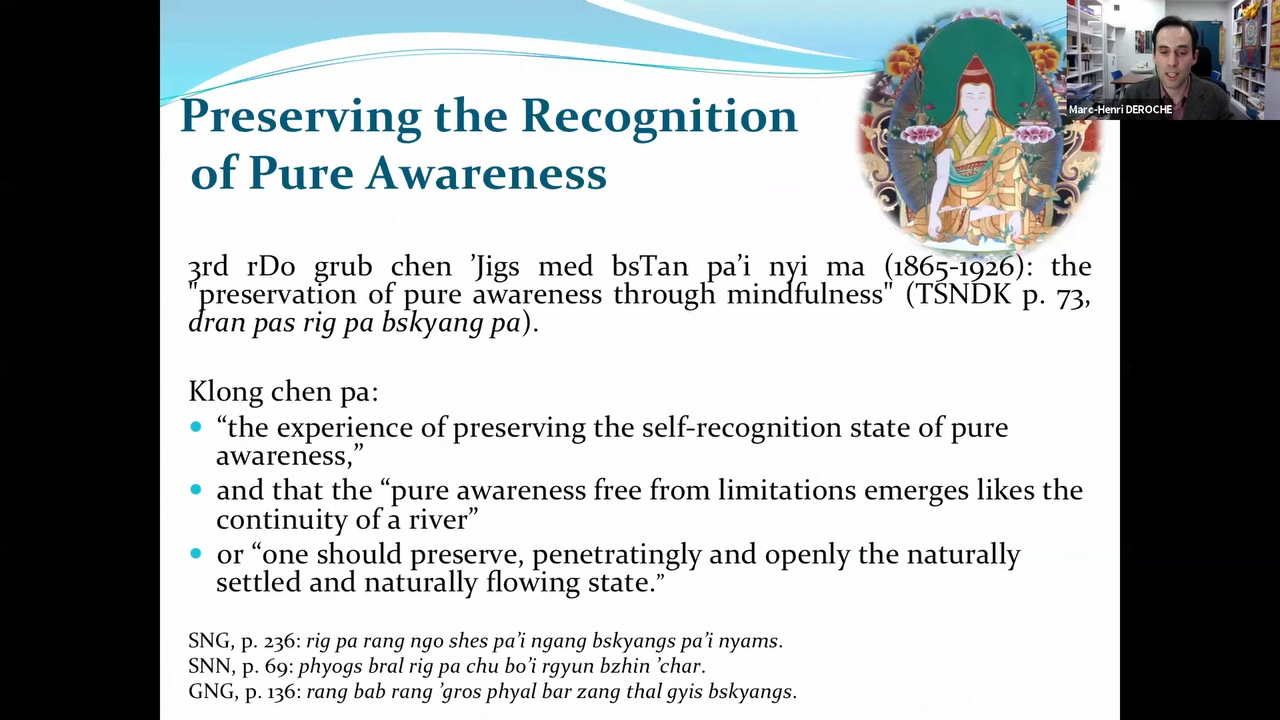 Marc-Henri DEROCHE
Preserving the Recognition
of Pure Awareness
3rd rDo grub chen ’Jigs med bsTan pa’i nyi ma (1865-1926): the
"preservation of pure awareness through mindfulness" (TSNDK p. 73,
dran pas rig pa bskyang pa).
Klong chen pa:
• “the experience of preserving the self-recognition state of pure
awareness,”
• and that the “pure awareness free from limitations emerges likes the
continuity of a river”
• or “one should preserve, penetratingly and openly the naturally
settled and naturally flowing state.”
SNG, p. 236: rig pa rang ngo shes pa’i ngang bskyangs pa’i nyams.
SNN, p. 69: phyogs bral rig pa chu bo’i rgyun bzhin ’char.
GNG, p. 136: rang bab rang ’gros phyal bar zang thal gyis bskyangs.